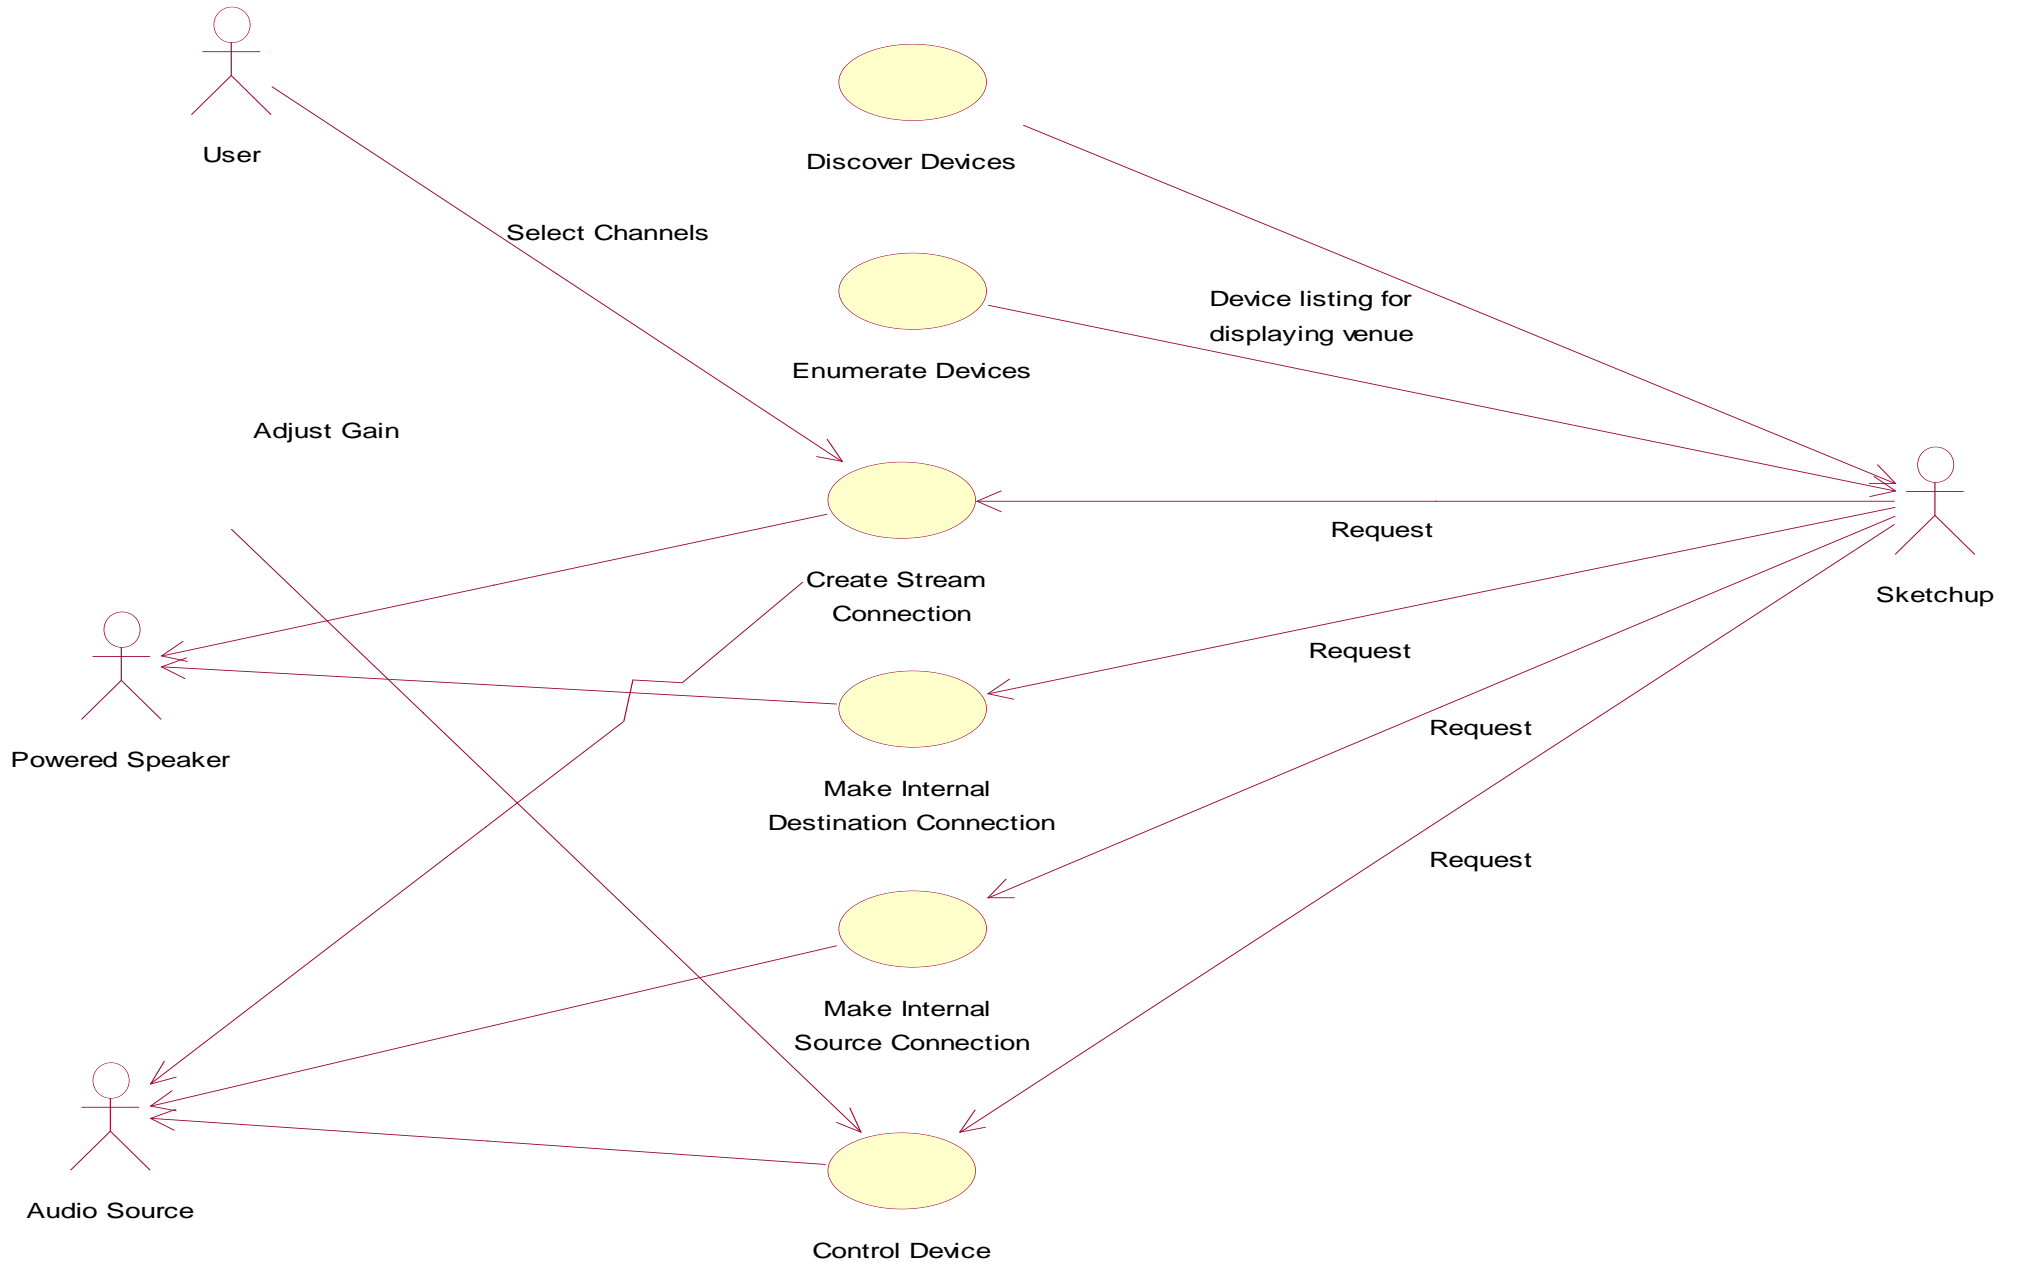 User
Discover Devices
Select Channels
Device listing for
displaying venue
Enumerate Devices
Adjust Gain
Request
Create Stream
Connection
Sketchup
Request
Request
Powered Speaker
Make Internal
Destination Connection
Request
Make Internal
Source Connection
Audio Source
Control Device